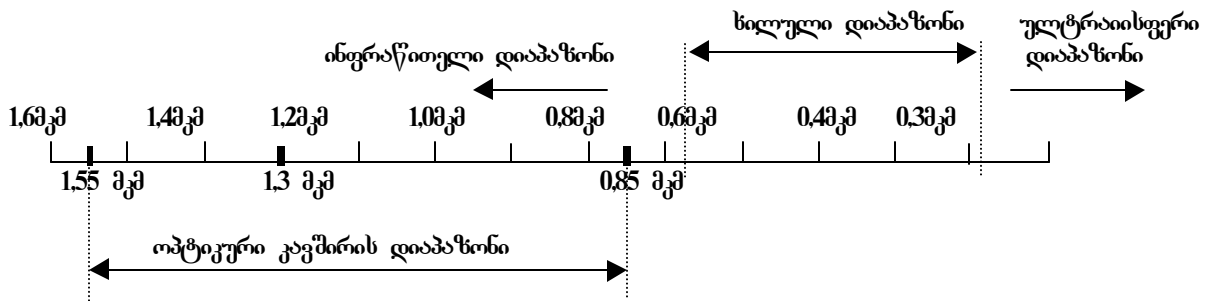 ხილული დიაპაზონი
ულტრაიისფერი
დიაპაზონი
ინფრაწითელი დიაპაზონი
1,6მკმ 1,4მკმ 1,2მკმ 1,0მკმ 0,8მკმ 0,6მკმ 0,4მკმ 0,3მკმ
1,55 მკმ 1,3 მკმ 0,85 მკმ
ოპტიკური კავშირის დიაპაზონი